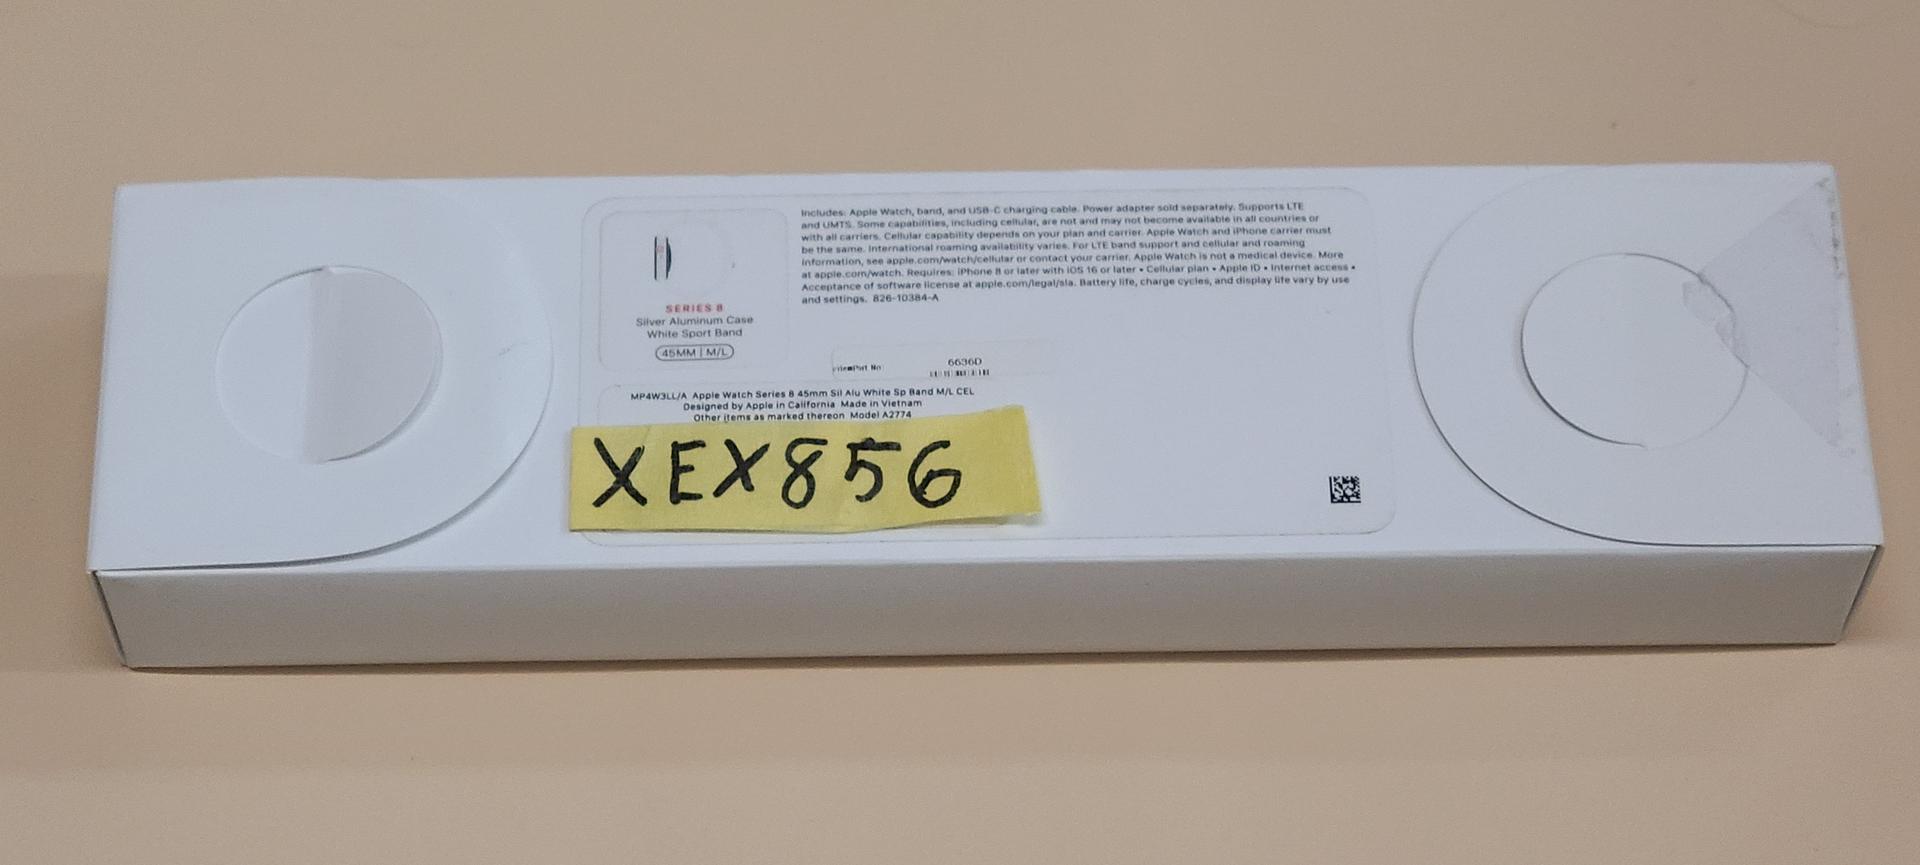 Includes: Apple Watch, band, and USB-C charging cable. Power adapter sold separately. Supports LTE
and UMTS. Some capabilities, including cellular, are not and may not become available in all countries or
with all carriers. Cellular capability depends on your plan and carrier. Apple Watch and iPhone carrier must
be the same. International roaming availability varies. For LTE band support and cellular and roaming
information, see apple.com/watch/cellular or contact your carrier. Apple Watch is not a medical device. More
at apple.com/watch. Requires: iPhone 8 or later with iOS 16 or later • Cellular plan • Apple ID • Internet access •
Acceptance of software license at apple.com/legal/sla. Battery life, charge cycles, and display life vary by use
and settings. 826-10384-A
SERIES 8
Silver Aluminum Case
White Sport Band
45MM | M/L
Part No
6636D
MP4W3LL/A Apple Watch Series 8 45mm Sil Alu White Sp Band M/L CEL
Designed by Apple in California Made in Vietnam
Other items as marked thereon Model A2774
XEX856